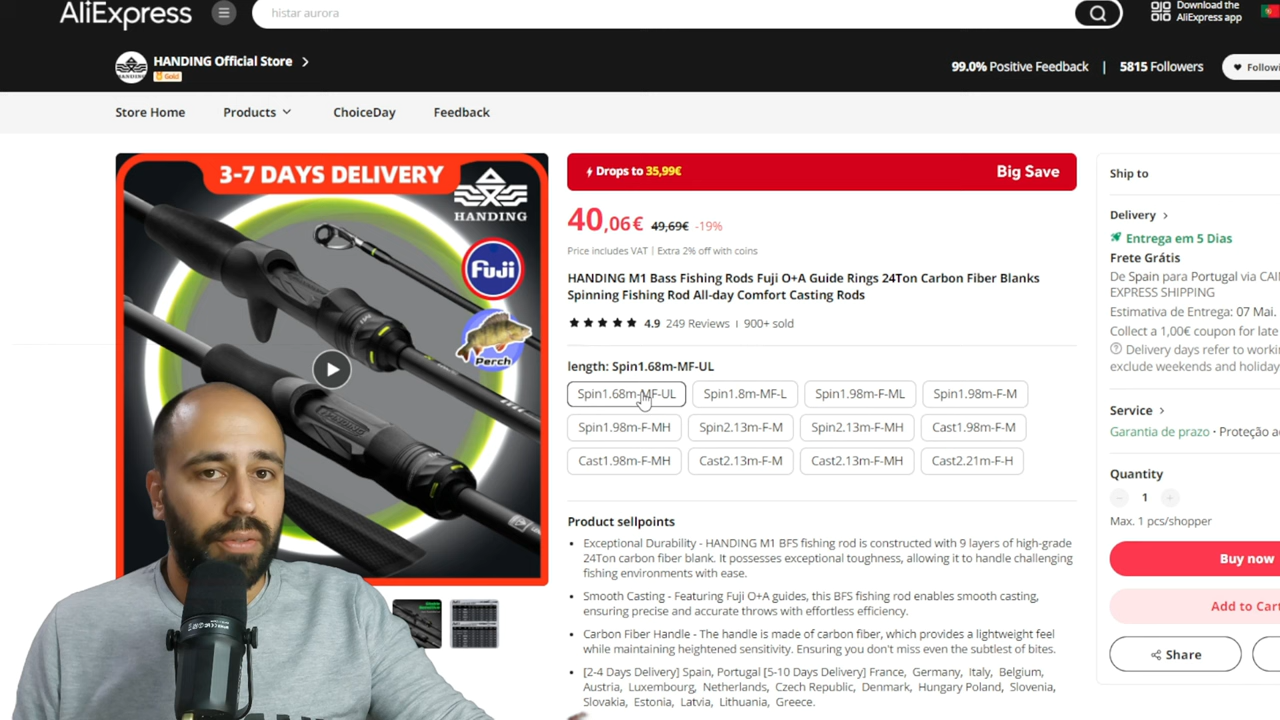 AliExpress
histar aurora
Download the
AliExpress app
HANDING Official Store >
HANDING
Gold
99.0% Positive Feedback | 5815 Followers
Followi
Store Home
Products
ChoiceDay
Feedback
3-7 DAYS DELIVERY
HANDING
Fuji
Perch
Drops to 35,99€
Big Save
40,06€ 49,69€ -19%
Price includes VAT | Extra 2% off with coins
HANDING M1 Bass Fishing Rods Fuji O+A Guide Rings 24Ton Carbon Fiber Blanks
Spinning Fishing Rod All-day Comfort Casting Rods
4.9 249 Reviews | 900+ sold
length: Spin1.68m-MF-UL
Spin1.68m-MF-UL
Spin1.8m-MF-L
Spin1.98m-F-ML
Spin1.98m-F-M
Spin1.98m-F-MH
Spin2.13m-F-M
Spin2.13m-F-MH
Cast1.98m-F-M
Cast1.98m-F-MH
Cast2.13m-F-M
Cast2.13m-F-MH
Cast2.21m-F-H
Product sellpoints
• Exceptional Durability - HANDING M1 BFS fishing rod is constructed with 9 layers of high-grade
24Ton carbon fiber blank. It possesses exceptional toughness, allowing it to handle challenging
fishing environments with ease.
• Smooth Casting - Featuring Fuji O+A guides, this BFS fishing rod enables smooth casting,
ensuring precise and accurate throws with effortless efficiency.
• Carbon Fiber Handle - The handle is made of carbon fiber, which provides a lightweight feel
while maintaining heightened sensitivity. Ensuring you don't miss even the subtlest of bites.
• [2-4 Days Delivery] Spain, Portugal [5-10 Days Delivery] France, Germany, Italy, Belgium,
Austria, Luxembourg, Netherlands, Czech Republic, Denmark, Hungary Poland, Slovenia,
Slovakia, Estonia, Latvia, Lithuania, Greece.
Ship to
Delivery >
Entrega em 5 Dias
Frete Grátis
De Spain para Portugal via CAI
EXPRESS SHIPPING
Estimativa de Entrega: 07 Mai.
Collect a 1,00€ coupon for late
Delivery days refer to workin
exclude weekends and holiday
Service >
Garantia de prazo · Proteção ao
Quantity
− 1 +
Max. 1 pcs/shopper
Buy now
Add to Cart
Share